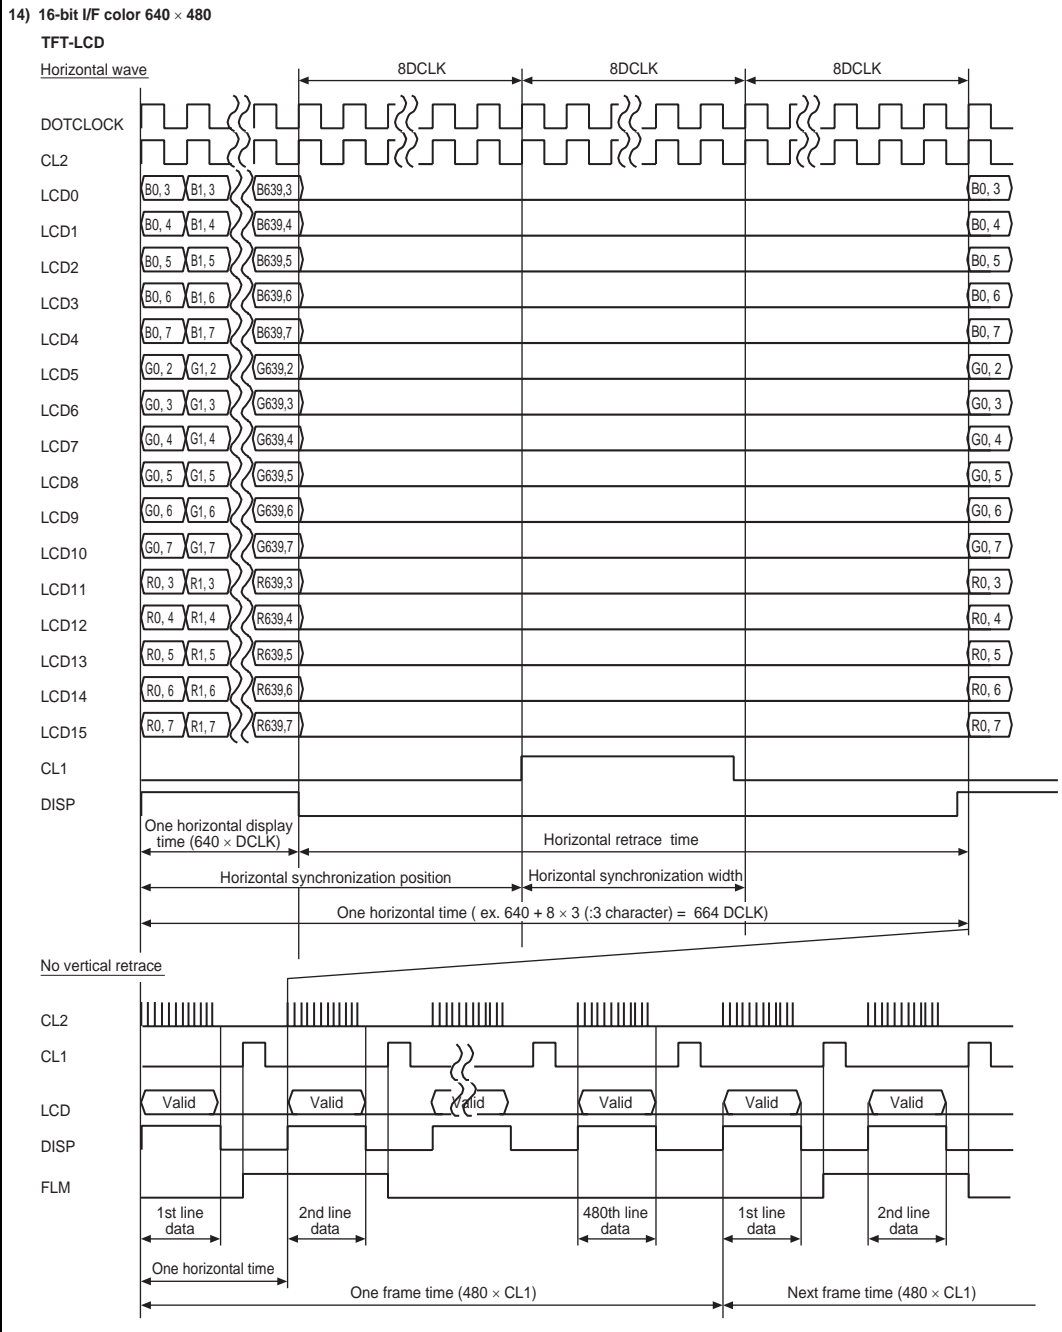 14) 16-bit I/F color 640 × 480
TFT-LCD
Horizontal wave
8DCLK 8DCLK 8DCLK
DOTCLOCK
CL2
LCD0 B0, 3 B1, 3 B639,3 B0, 3
LCD1 B0, 4 B1, 4 B639,4 B0, 4
LCD2 B0, 5 B1, 5 B639,5 B0, 5
LCD3 B0, 6 B1, 6 B639,6 B0, 6
LCD4 B0, 7 B1, 7 B639,7 B0, 7
LCD5 G0, 2 G1, 2 G639,2 G0, 2
LCD6 G0, 3 G1, 3 G639,3 G0, 3
LCD7 G0, 4 G1, 4 G639,4 G0, 4
LCD8 G0, 5 G1, 5 G639,5 G0, 5
LCD9 G0, 6 G1, 6 G639,6 G0, 6
LCD10 G0, 7 G1, 7 G639,7 G0, 7
LCD11 R0, 3 R1, 3 R639,3 R0, 3
LCD12 R0, 4 R1, 4 R639,4 R0, 4
LCD13 R0, 5 R1, 5 R639,5 R0, 5
LCD14 R0, 6 R1, 6 R639,6 R0, 6
LCD15 R0, 7 R1, 7 R639,7 R0, 7
CL1
DISP
One horizontal display
time (640 × DCLK)
Horizontal retrace time
Horizontal synchronization position
Horizontal synchronization width
One horizontal time ( ex. 640 + 8 × 3 (:3 character) = 664 DCLK)
No vertical retrace
CL2
CL1
LCD Valid Valid Valid Valid Valid Valid
DISP
FLM
1st line
data
2nd line
data
480th line
data
1st line
data
2nd line
data
One horizontal time
One frame time (480 × CL1)
Next frame time (480 × CL1)